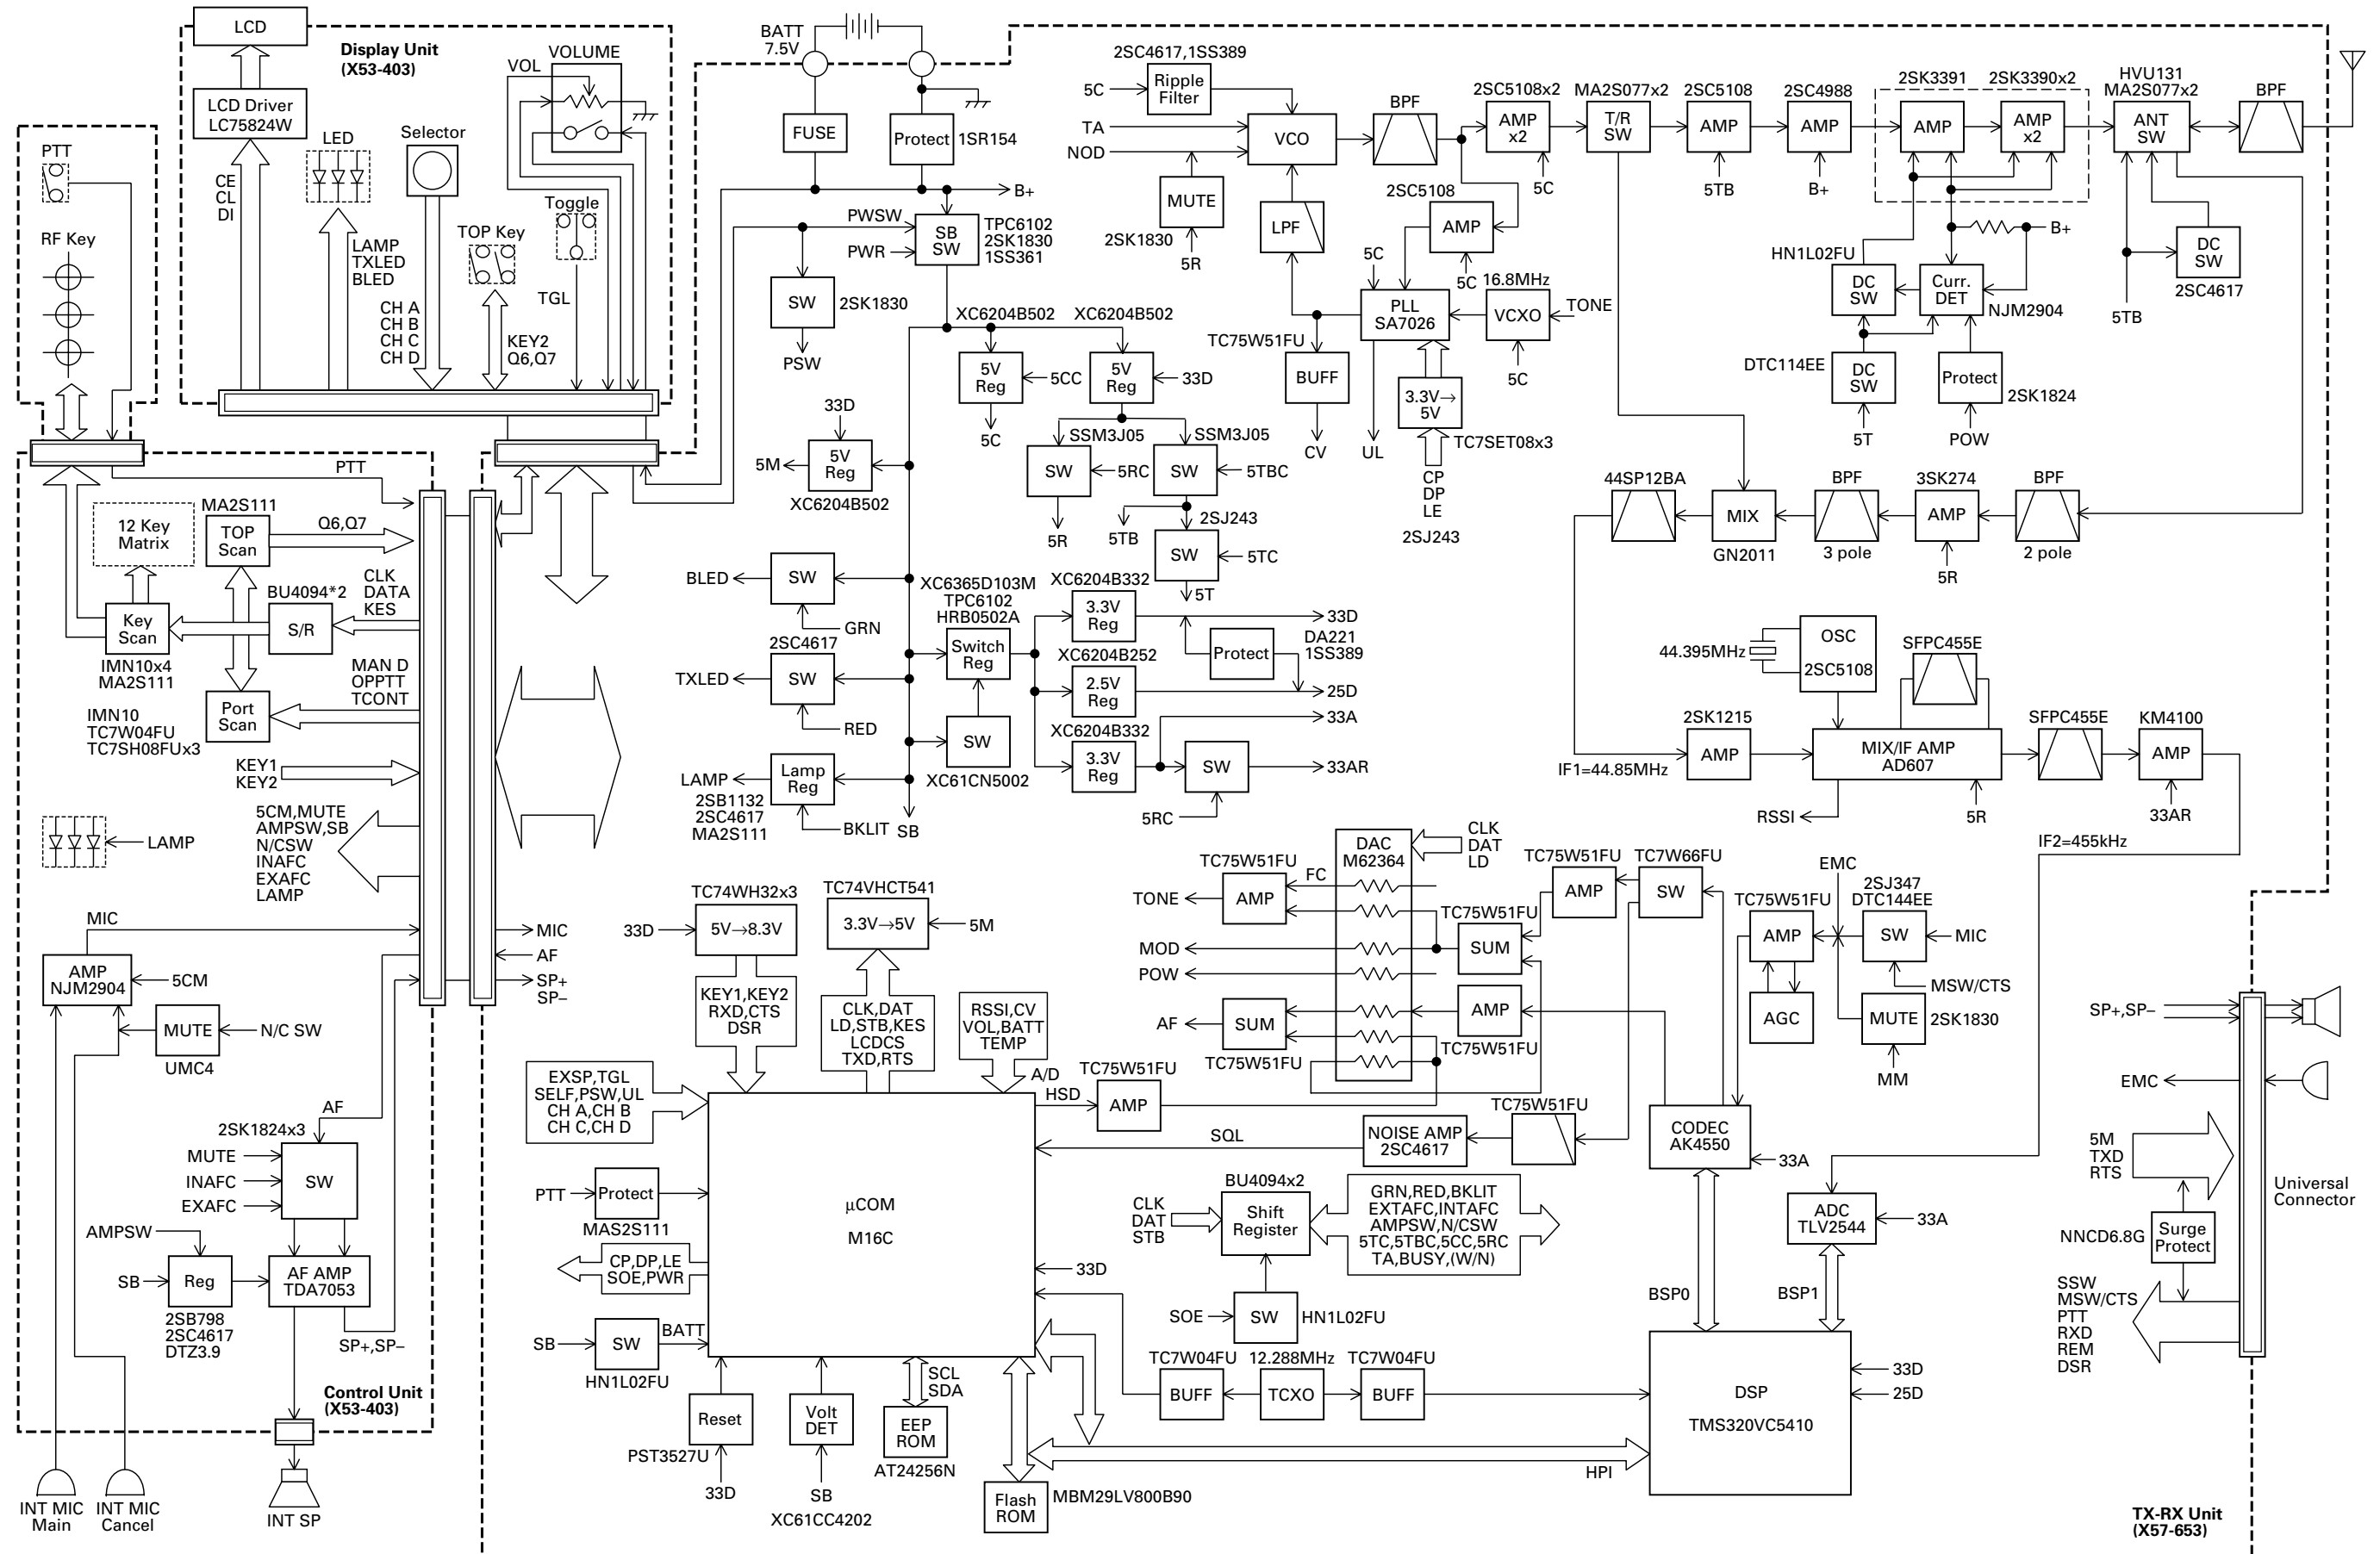 LCD
Display Unit
(X53-403)
LCD Driver
LC75824W
VOLUME
VOL
LED
Selector
CE
CL
DI
LAMP
TXLED
BLED
CH A
CH B
CH C
CH D
TOP Key
KEY2
Q6,Q7
Toggle
TGL
PTT
RF Key
BATT
7.5V
FUSE
Protect
1SR154
B+
PWSW
PWR
SB
SW
TPC6102
2SK1830
1SS361
SW
2SK1830
PSW
XC6204B502
XC6204B502
5V
Reg
5CC
5C
5V
Reg
33D
33D
5M
5V
Reg
XC6204B502
SSM3J05
SW
5RC
5R
SSM3J05
SW
5TBC
5TB
2SJ243
SW
5TC
5T
2SC4617,1SS389
5C
Ripple
Filter
TA
NOD
VCO
MUTE
2SK1830
5R
LPF
BPF
2SC5108x2
AMP
x2
5C
2SC5108
AMP
5C
5C
PLL
SA7026
16.8MHz
VCXO
TONE
5C
TC75W51FU
BUFF
CV
UL
3.3V→
5V
TC7SET08x3
CP
DP
LE
2SJ243
MA2S077x2
T/R
SW
2SC5108
AMP
5TB
2SC4988
AMP
B+
2SK3391
AMP
2SK3390x2
AMP
x2
HVU131
MA2S077x2
ANT
SW
BPF
B+
HN1L02FU
DC
SW
Curr.
DET
NJM2904
DC
SW
2SC4617
5TB
DTC114EE
DC
SW
5T
Protect
2SK1824
POW
44SP12BA
MIX
GN2011
BPF
3 pole
3SK274
AMP
5R
BPF
2 pole
44.395MHz
OSC
2SC5108
SFPC455E
2SK1215
AMP
IF1=44.85MHz
MIX/IF AMP
AD607
RSSI
5R
SFPC455E
KM4100
AMP
33AR
IF2=455kHz
PTT
12 Key
Matrix
MA2S111
TOP
Scan
Q6,Q7
BU4094*2
S/R
CLK
DATA
KES
Key
Scan
IMN10x4
MA2S111
MAN D
OPPTT
TCONT
Port
Scan
IMN10
TC7W04FU
TC7SH08FUx3
KEY1
KEY2
5CM,MUTE
AMPSW,SB
N/CSW
INAFC
EXAFC
LAMP
LAMP
MIC
AMP
NJM2904
5CM
MUTE
UMC4
N/C SW
MIC
AF
SP+
SP–
AF
2SK1824x3
MUTE
INAFC
EXAFC
SW
AMPSW
SB
Reg
2SB798
2SC4617
DTZ3.9
AF AMP
TDA7053
SP+,SP–
Control Unit
(X53-403)
INT MIC
Main
INT MIC
Cancel
INT SP
BLED
SW
GRN
2SC4617
TXLED
SW
RED
LAMP
Lamp
Reg
2SB1132
2SC4617
MA2S111
BKLIT
SB
XC6365D103M
TPC6102
HRB0502A
Switch
Reg
SW
XC61CN5002
XC6204B332
3.3V
Reg
33D
Protect
DA221
1SS389
XC6204B252
2.5V
Reg
25D
33A
XC6204B332
3.3V
Reg
SW
33AR
5RC
TC74WH32x3
33D
5V→8.3V
TC74VHCT541
3.3V→5V
5M
KEY1,KEY2
RXD,CTS
DSR
CLK,DAT
LD,STB,KES
LCDCS
TXD,RTS
RSSI,CV
VOL,BATT
TEMP
A/D
EXSP,TGL
SELF,PSW,UL
CH A,CH B
CH C,CH D
PTT
Protect
MAS2S111
CP,DP,LE
SOE,PWR
SB
SW
BATT
HN1L02FU
µCOM
M16C
Reset
PST3527U
33D
Volt
DET
SB
XC61CC4202
SCL
SDA
EEP
ROM
AT24256N
Flash
ROM
MBM29LV800B90
HSD
TC75W51FU
AMP
SQL
NOISE AMP
2SC4617
TC75W51FU
DAC
M62364
CLK
DAT
LD
TC75W51FU
TONE
AMP
FC
MOD
POW
AF
SUM
TC75W51FU
TC75W51FU
SUM
AMP
TC75W51FU
TC75W51FU
AMP
TC7W66FU
SW
TC75W51FU
AMP
AGC
EMC
2SJ347
DTC144EE
SW
MIC
MSW/CTS
MUTE
2SK1830
MM
CODEC
AK4550
33A
ADC
TLV2544
33A
BSP0
BSP1
CLK
DAT
STB
BU4094x2
Shift
Register
GRN,RED,BKLIT
EXTAFC,INTAFC
AMPSW,N/CSW
5TC,5TBC,5CC,5RC
TA,BUSY,(W/N)
SOE
SW
HN1L02FU
33D
TC7W04FU
BUFF
12.288MHz
TCXO
TC7W04FU
BUFF
DSP
TMS320VC5410
33D
25D
HPI
SP+,SP–
EMC
5M
TXD
RTS
NNCD6.8G
Surge
Protect
SSW
MSW/CTS
PTT
RXD
REM
DSR
Universal
Connector
TX-RX Unit
(X57-653)